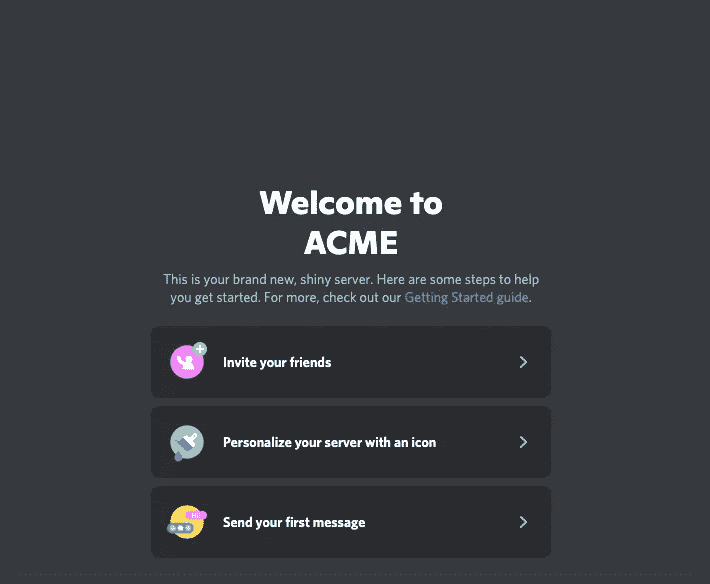 Welcome to
ACME
This is your brand new, shiny server. Here are some steps to help
you get started. For more, check out our Getting Started guide.
Invite your friends
Personalize your server with an icon
Hi!
Send your first message